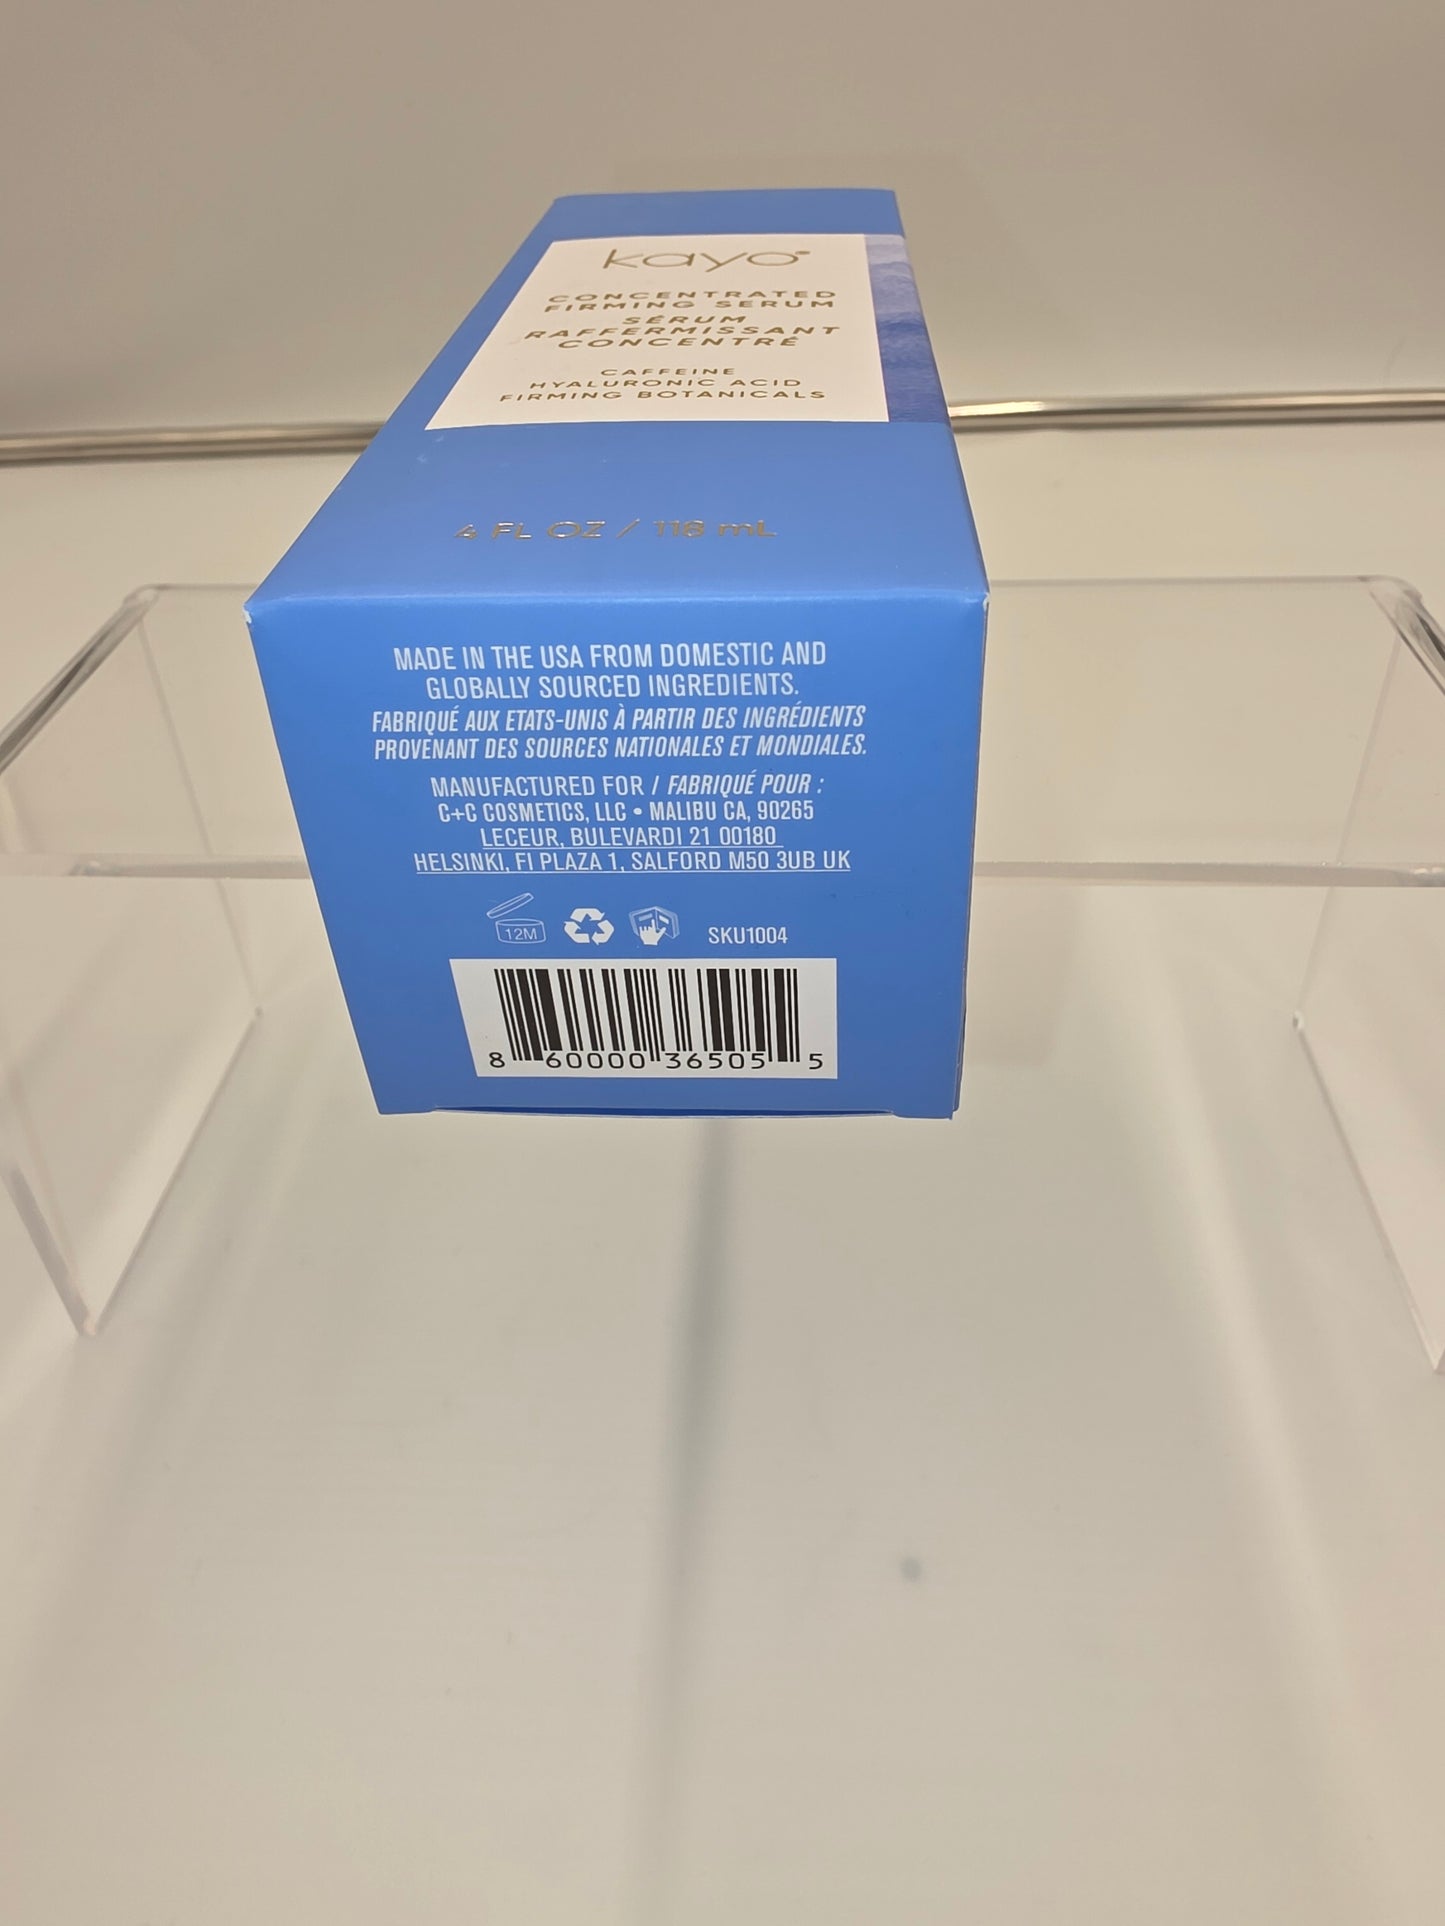 kayo
CONCENTRATED
FIRMING SERUM
SÉRUM
RAFFERMISSANT
CONCENTRÉ
CAFFEINE
HYALURONIC ACID
FIRMING BOTANICALS
4 FL OZ / 118 mL
MADE IN THE USA FROM DOMESTIC AND
GLOBALLY SOURCED INGREDIENTS.
FABRIQUÉ AUX ETATS-UNIS À PARTIR DES INGRÉDIENTS
PROVENANT DES SOURCES NATIONALES ET MONDIALES.
MANUFACTURED FOR / FABRIQUÉ POUR :
C+C COSMETICS, LLC • MALIBU CA, 90265
LECEUR, BULEVARDI 21 00180
HELSINKI, FI PLAZA 1, SALFORD M50 3UB UK
12M
SKU1004
8 60000 36505 5